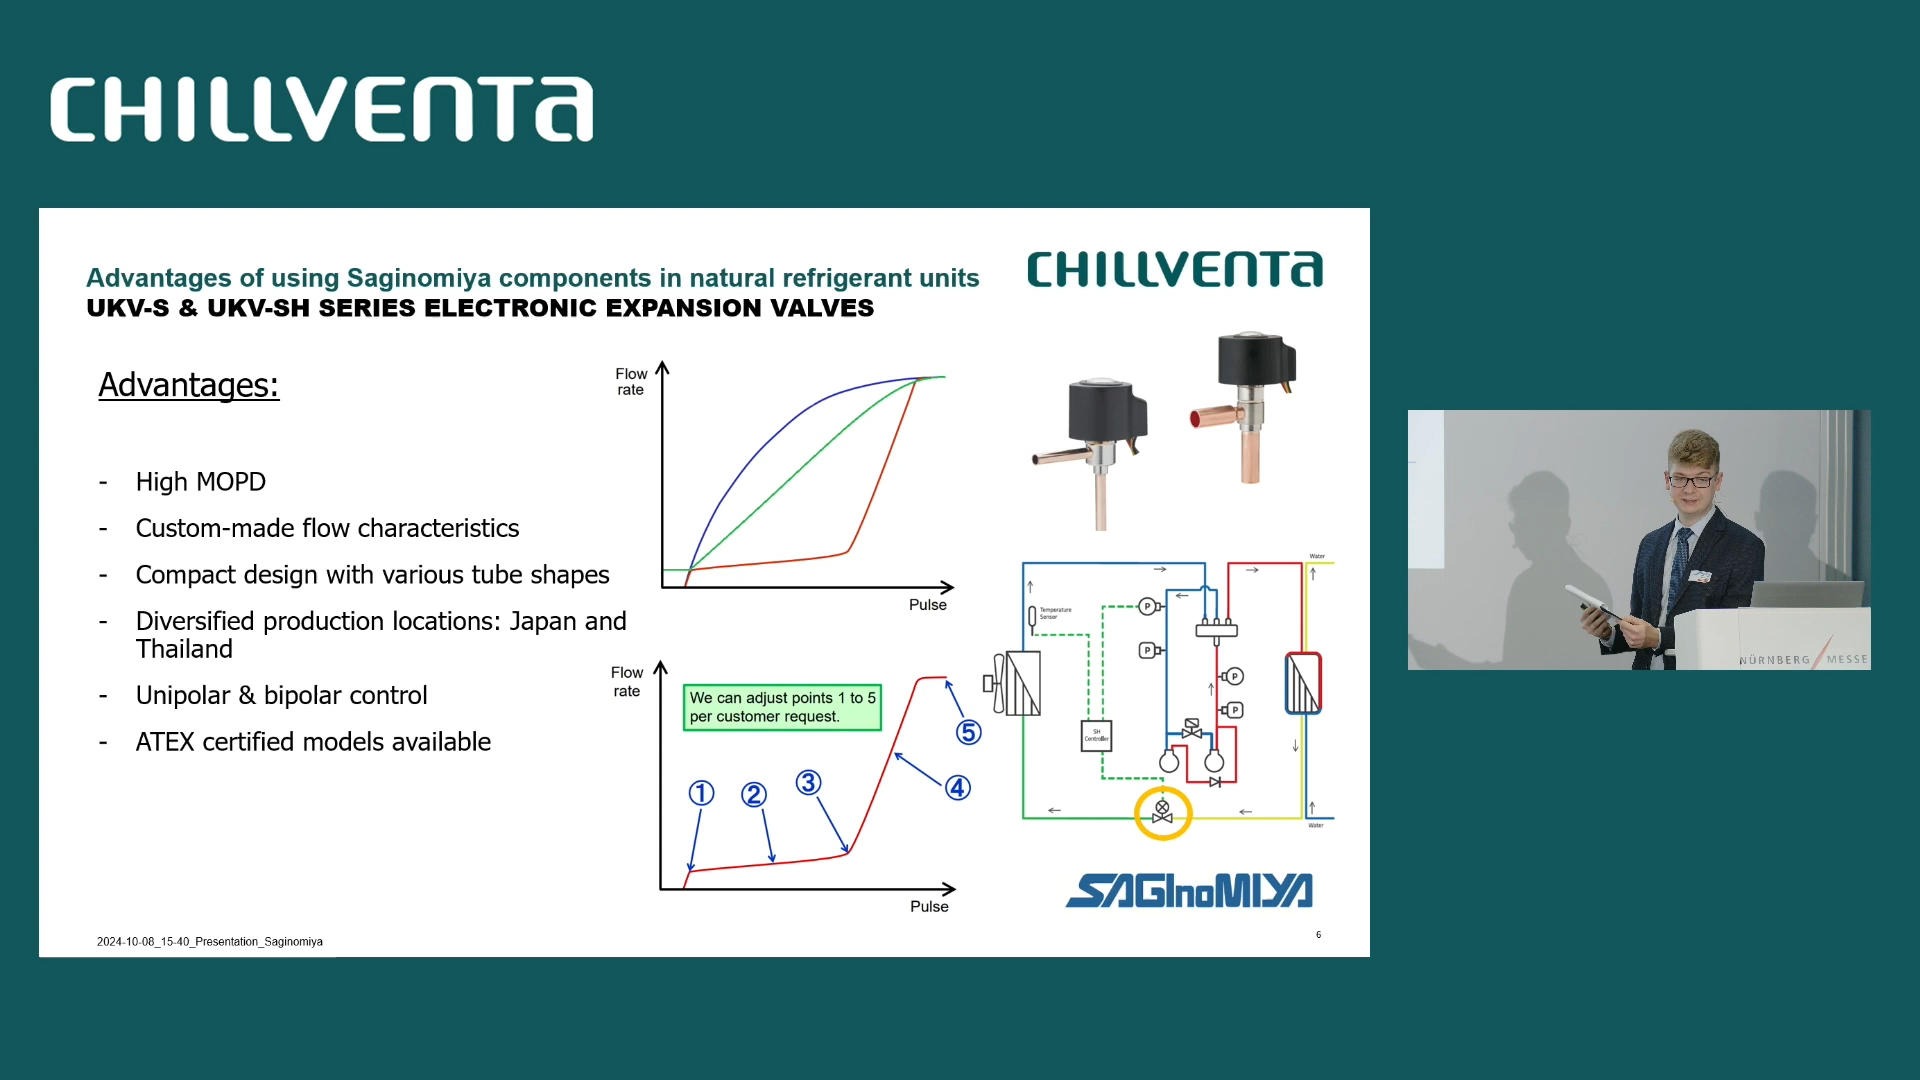 CHILLVENTA
Advantages of using Saginomiya components in natural refrigerant units
UKV-S & UKV-SH SERIES ELECTRONIC EXPANSION VALVES
CHILLVENTA
Advantages:
- High MOPD
- Custom-made flow characteristics
- Compact design with various tube shapes
- Diversified production locations: Japan and
Thailand
- Unipolar & bipolar control
- ATEX certified models available
Flow
rate
Pulse
Flow
rate
We can adjust points 1 to 5
per customer request.
①
②
③
④
⑤
Pulse
Water
Temperature
Sensor
P
P
P
P
SH
Controller
Water
SAGInoMIYA
2024-10-08_15-40_Presentation_Saginomiya
6
NÜRNBERG MESSE